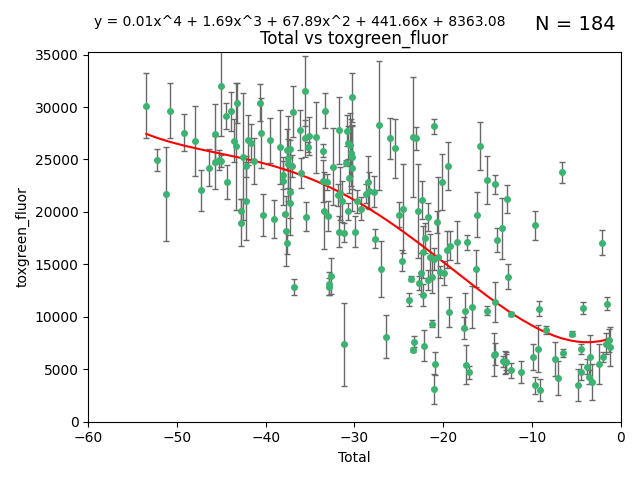 y = 0.01x^4 + 1.69x^3 + 67.89x^2 + 441.66x + 8363.08
N = 184
Total vs toxgreen_fluor
35000
30000
25000
20000
15000
10000
5000
0
toxgreen_fluor
−60 −50 −40 −30 −20 −10 0
Total